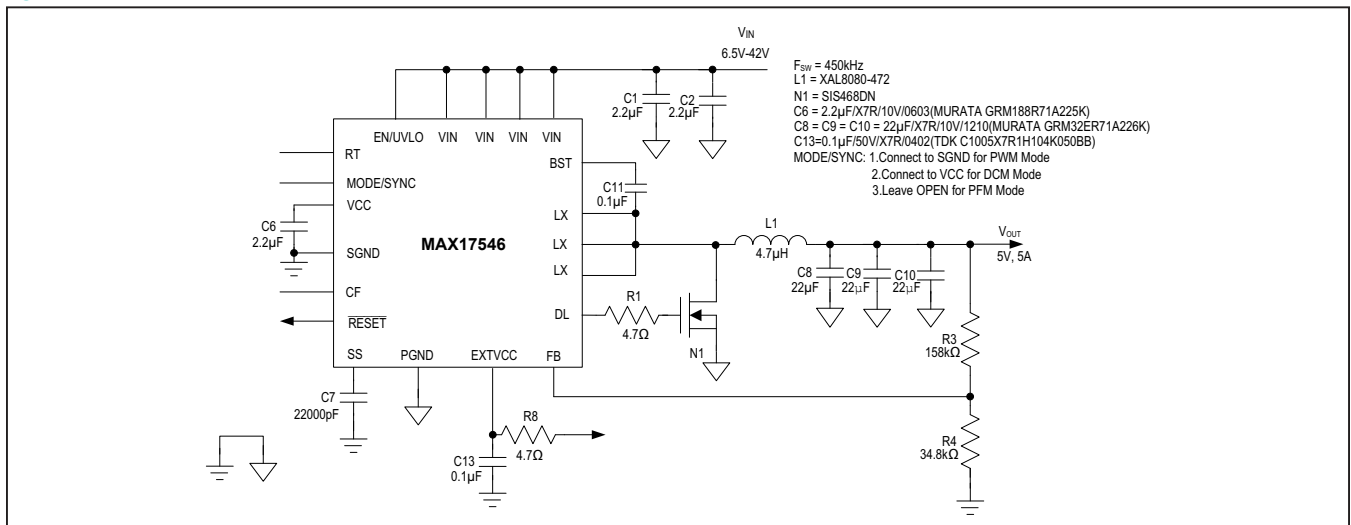 VIN
6.5V-42V
FSW = 450kHz
L1 = XAL8080-472
N1 = SIS468DN
C6 = 2.2µF/X7R/10V/0603(MURATA GRM188R71A225K)
C8 = C9 = C10 = 22µF/X7R/10V/1210(MURATA GRM32ER71A226K)
C13=0.1µF/50V/X7R/0402(TDK C1005X7R1H104K050BB)
MODE/SYNC: 1.Connect to SGND for PWM Mode
2.Connect to VCC for DCM Mode
3.Leave OPEN for PFM Mode
C1
2.2µF
C2
2.2µF
EN/UVLO
VIN
VIN
VIN
VIN
RT
BST
MODE/SYNC
C11
0.1µF
VCC
LX
C6
2.2µF
MAX17546
LX
L1
4.7µH
VOUT
5V, 5A
SGND
LX
C8
22µF
C9
22µF
C10
22µF
CF
DL
R1
4.7Ω
N1
RESET
R3
158kΩ
SS
PGND
EXTVCC
FB
C7
22000pF
R8
4.7Ω
C13
0.1µF
R4
34.8kΩ